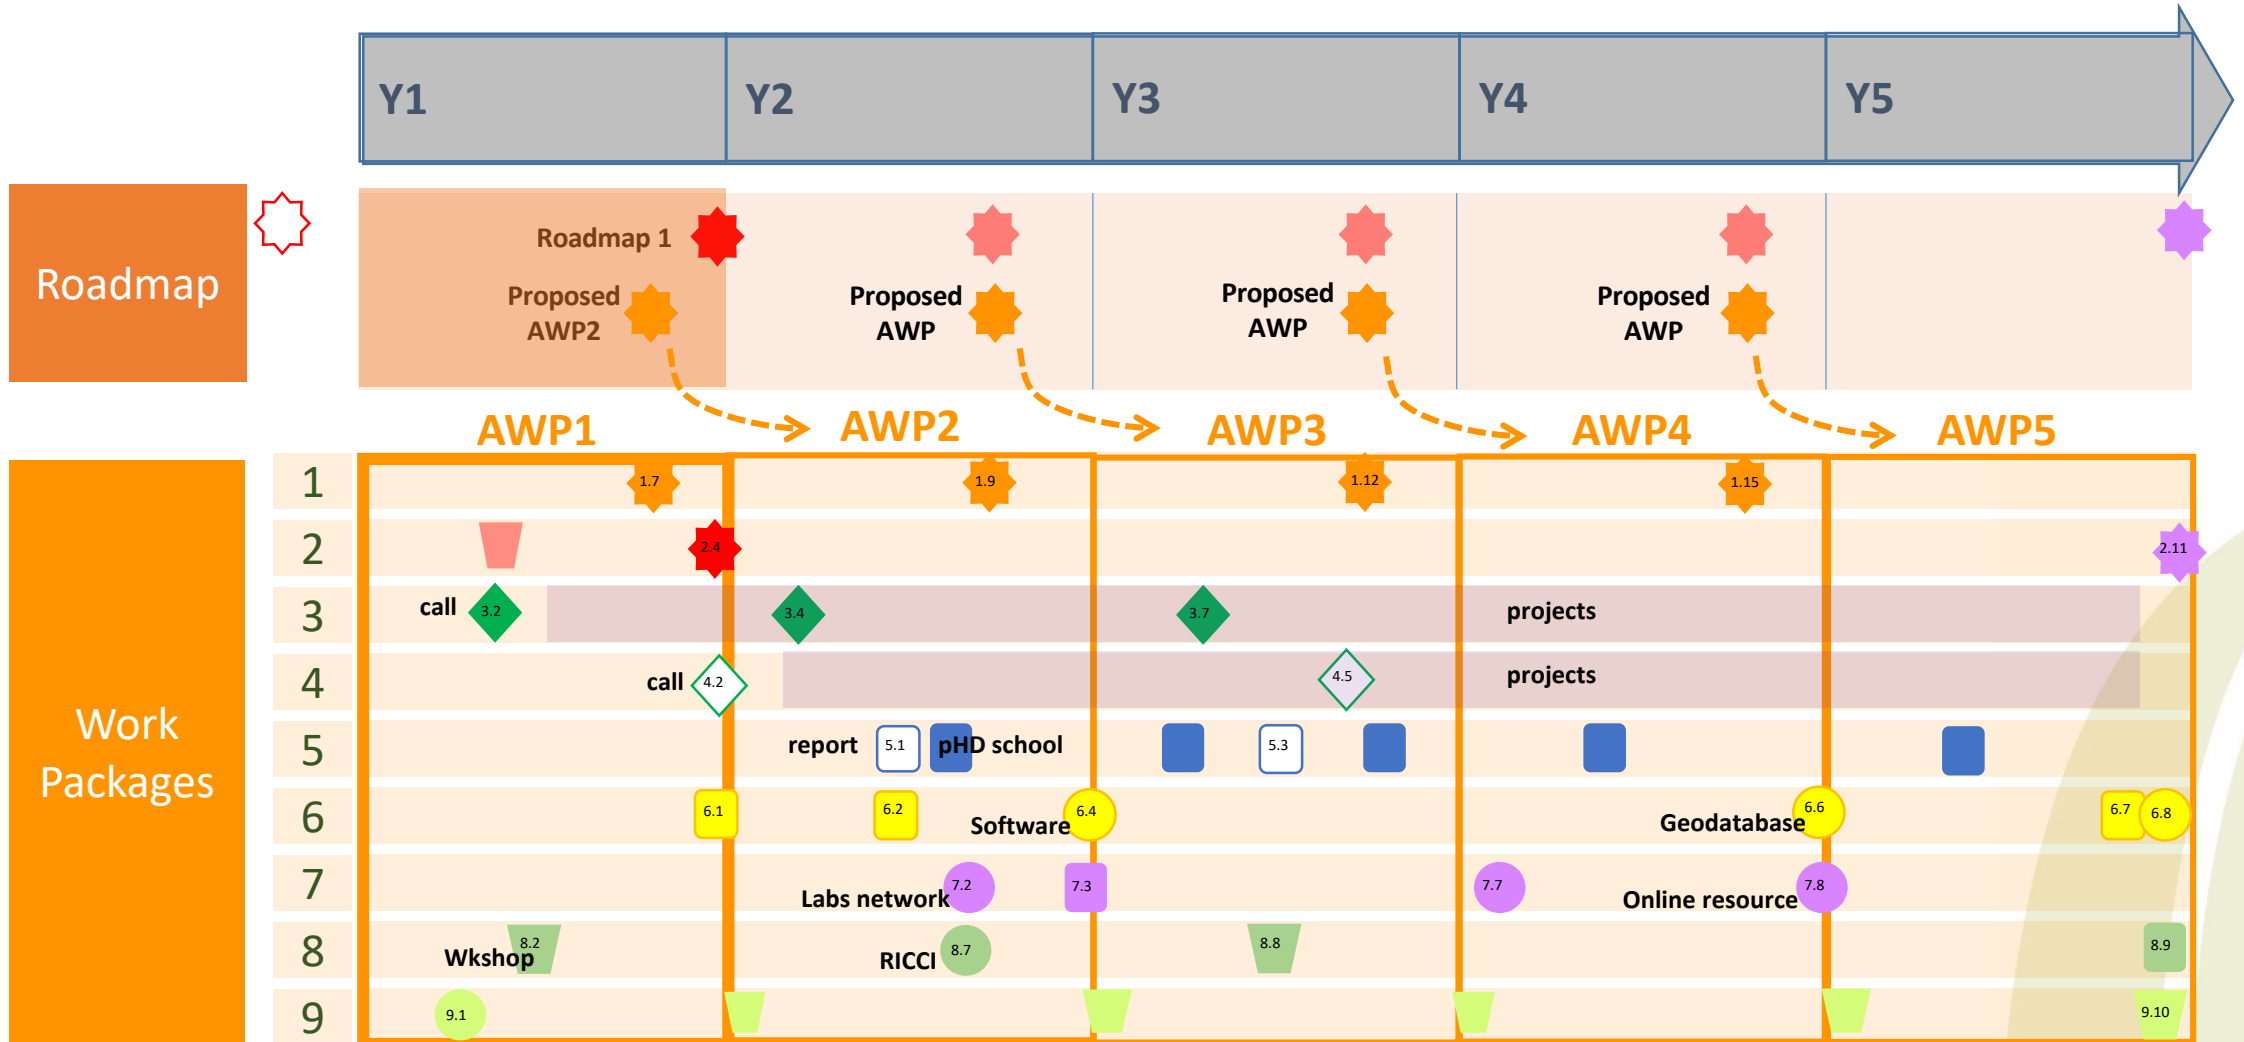 Y1 Y2 Y3 Y4 Y5
Roadmap
Roadmap 1
Proposed
AWP2
Proposed
AWP
Proposed
AWP
Proposed
AWP
AWP1 AWP2 AWP3 AWP4 AWP5
Work
Packages
1 1.7 1.9 1.12 1.15
2 2.4 2.11
3 call 3.2 3.4 3.7 projects
4 call 4.2 4.5 projects
5 report 5.1 pHD school 5.3
6 6.1 6.2 Software 6.4 Geodatabase 6.6 6.7 6.8
7 Labs network 7.2 7.3 7.7 Online resource 7.8
8 Wkshop 8.2 RICCI 8.7 8.8 8.9
9 9.1 9.10